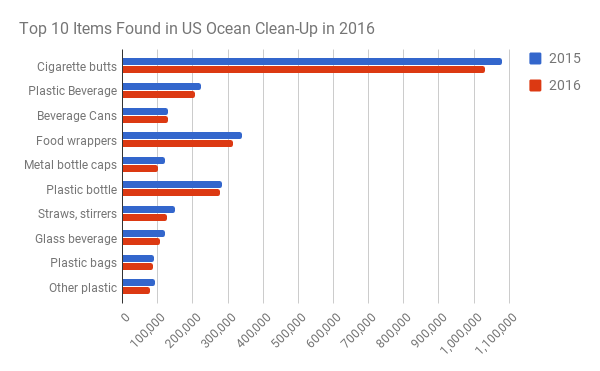 Top 10 Items Found in US Ocean Clean-Up in 2016
2015
2016
Cigarette butts
Plastic Beverage
Beverage Cans
Food wrappers
Metal bottle caps
Plastic bottle
Straws, stirrers
Glass beverage
Plastic bags
Other plastic
0
100,000
200,000
300,000
400,000
500,000
600,000
700,000
800,000
900,000
1,000,000
1,100,000